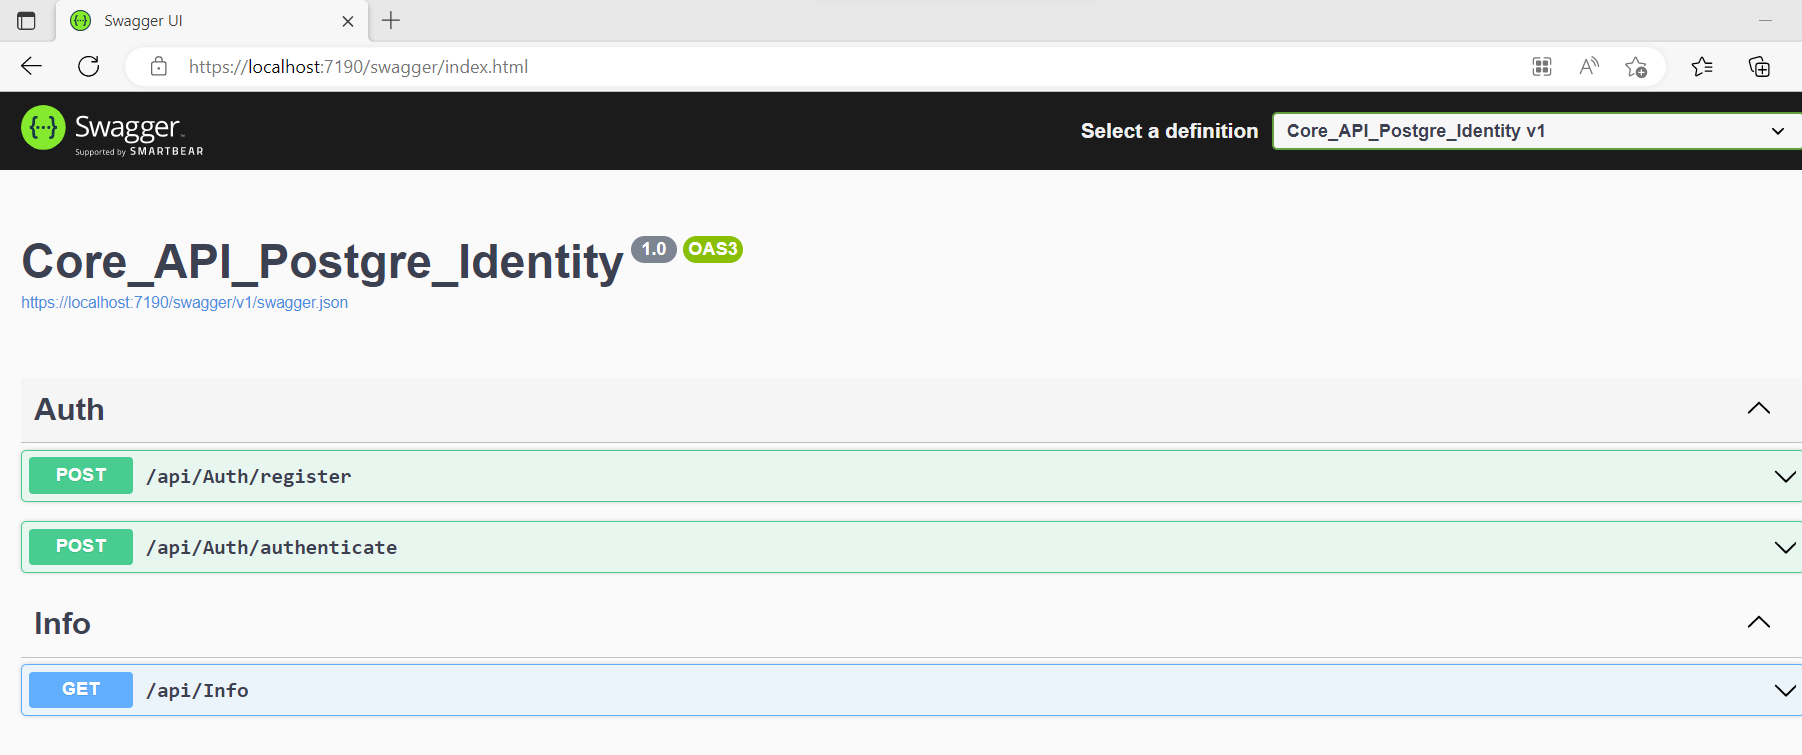 Swagger UI
https://localhost:7190/swagger/index.html
Swagger
Supported by SMARTBEAR
Select a definition
Core_API_Postgre_Identity v1
Core_API_Postgre_Identity 1.0 OAS3
https://localhost:7190/swagger/v1/swagger.json
Auth
POST /api/Auth/register
POST /api/Auth/authenticate
Info
GET /api/Info